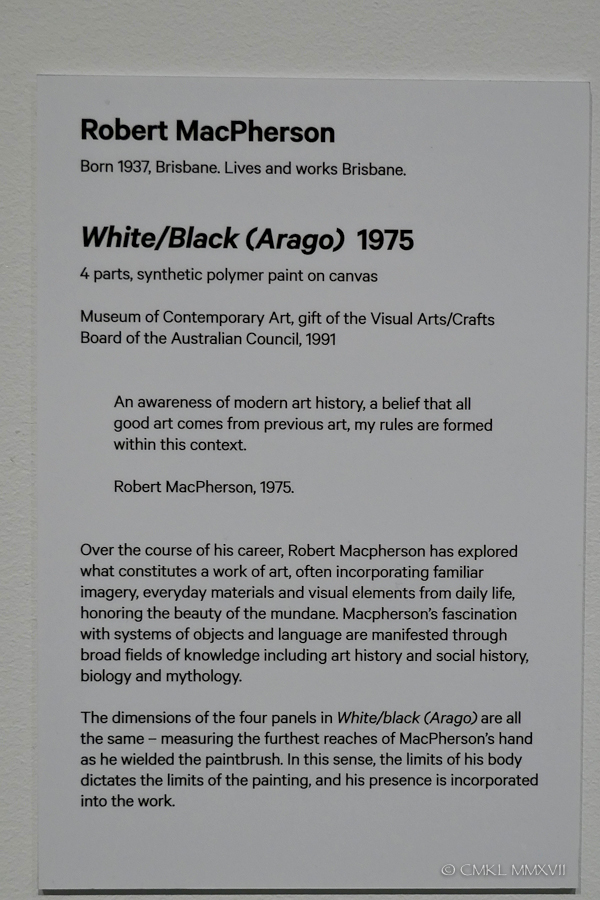 Robert MacPherson
Born 1937, Brisbane. Lives and works Brisbane.
White/Black (Arago) 1975
4 parts, synthetic polymer paint on canvas
Museum of Contemporary Art, gift of the Visual Arts/Crafts
Board of the Australian Council, 1991
An awareness of modern art history, a belief that all
good art comes from previous art, my rules are formed
within this context.
Robert MacPherson, 1975.
Over the course of his career, Robert Macpherson has explored
what constitutes a work of art, often incorporating familiar
imagery, everyday materials and visual elements from daily life,
honoring the beauty of the mundane. Macpherson's fascination
with systems of objects and language are manifested through
broad fields of knowledge including art history and social history,
biology and mythology.
The dimensions of the four panels in White/black (Arago) are all
the same – measuring the furthest reaches of MacPherson's hand
as he wielded the paintbrush. In this sense, the limits of his body
dictates the limits of the painting, and his presence is incorporated
into the work.
© CMKL MMXVII